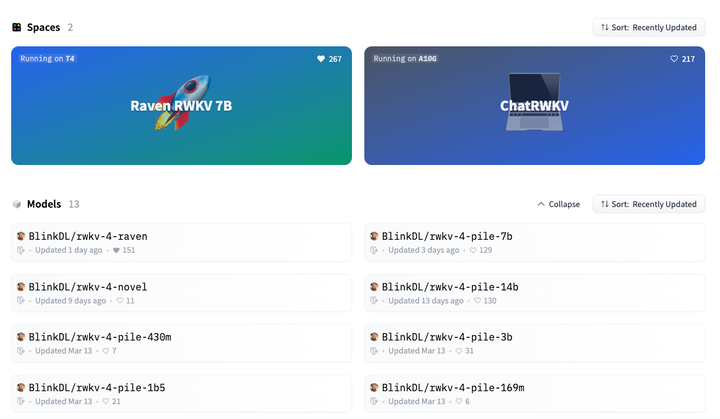 Spaces 2
Sort: Recently Updated
Running on T4
267
Raven RWKV 7B
Running on A10G
217
ChatRWKV
Models 13
Collapse
Sort: Recently Updated
BlinkDL/rwkv-4-raven
• Updated 1 day ago • 151
BlinkDL/rwkv-4-pile-7b
• Updated 3 days ago • 129
BlinkDL/rwkv-4-novel
• Updated 9 days ago • 11
BlinkDL/rwkv-4-pile-14b
• Updated 13 days ago • 130
BlinkDL/rwkv-4-pile-430m
• Updated Mar 13 • 7
BlinkDL/rwkv-4-pile-3b
• Updated Mar 13 • 31
BlinkDL/rwkv-4-pile-1b5
• Updated Mar 13 • 21
BlinkDL/rwkv-4-pile-169m
• Updated Mar 13 • 6